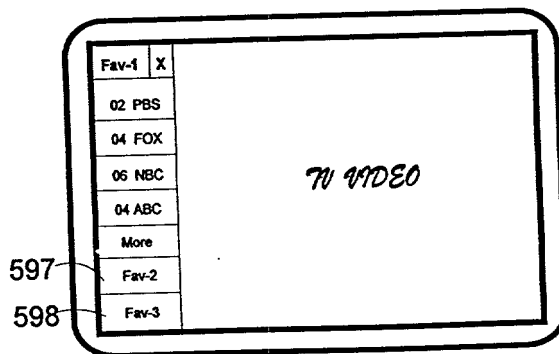 Fav-1 X
02 PBS
04 FOX
06 NBC
04 ABC
More
597 Fav-2
598 Fav-3
TV VIDEO